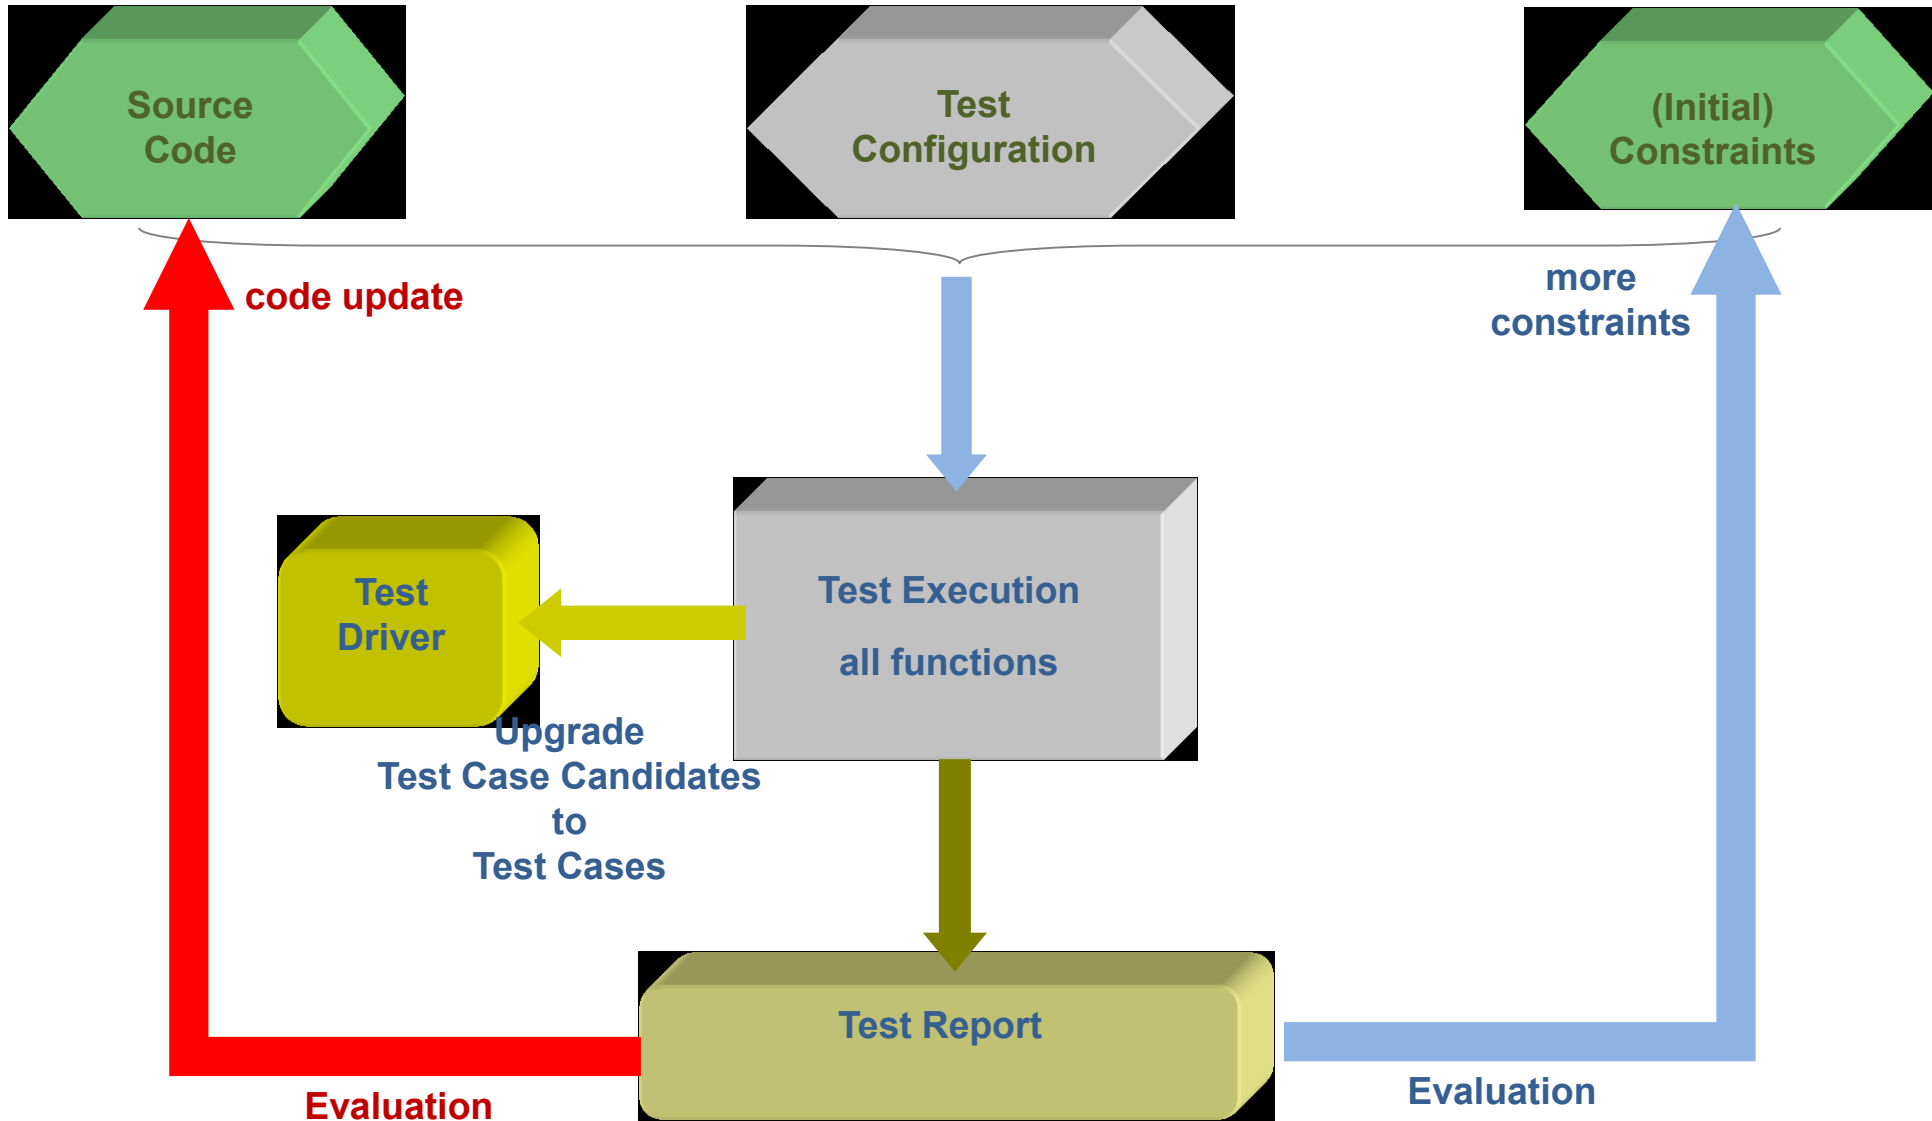 Source
Code
Test
Configuration
(Initial)
Constraints
code update
more
constraints
Test
Driver
Test Execution
all functions
Upgrade
Test Case Candidates
to
Test Cases
Test Report
Evaluation
Evaluation